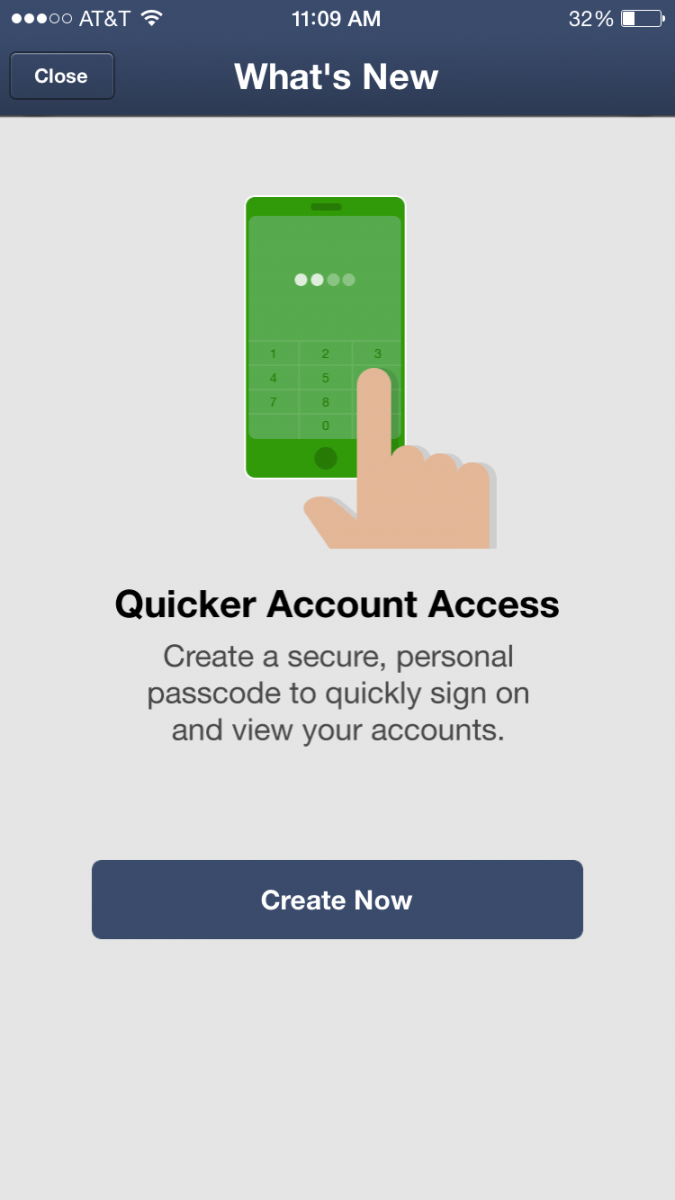 AT&T 11:09 AM 32%
Close What's New
1 2 3
4 5
7 8
0
Quicker Account Access
Create a secure, personal
passcode to quickly sign on
and view your accounts.
Create Now